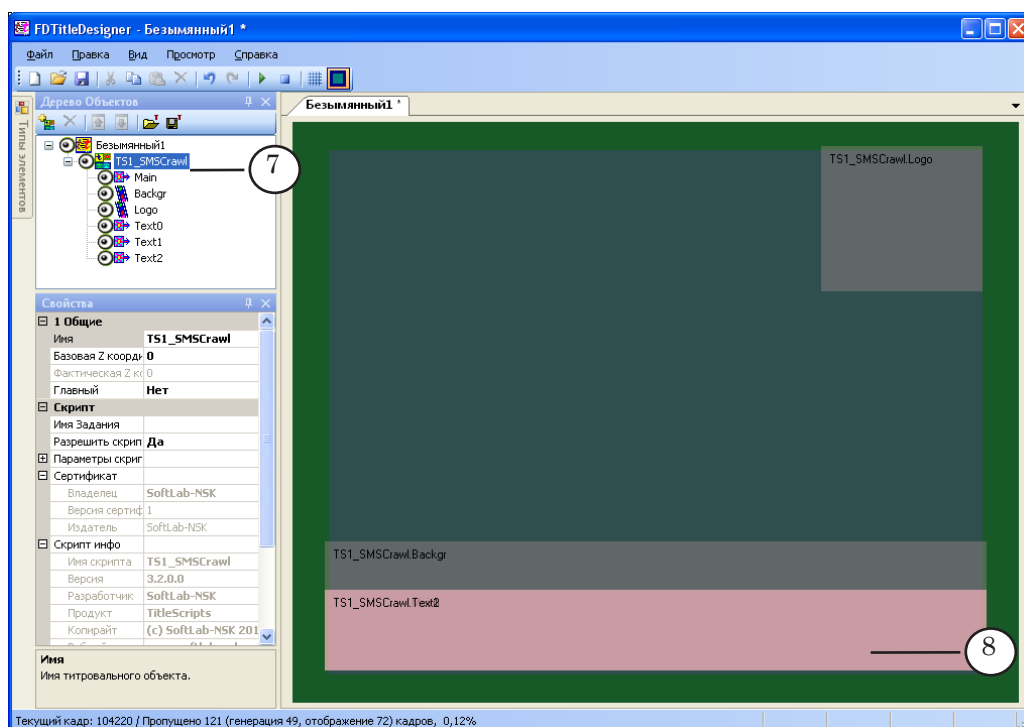 FDTitleDesigner - Безымянный1 *
Файл Правка Вид Просмотр Справка
Типы элементов
Дерево Объектов
Безымянный1
TS1_SMSCrawl
Main
Backgr
Logo
Text0
Text1
Text2
7
Свойства
1 Общие
Имя TS1_SMSCrawl
Базовая Z коорди 0
Фактическая Z ко 0
Главный Нет
Скрипт
Имя Задания
Разрешить скрип Да
Параметры скрип
Сертификат
Владелец SoftLab-NSK
Версия сертиф 1
Издатель SoftLab-NSK
Скрипт инфо
Имя скрипта TS1_SMSCrawl
Версия 3.2.0.0
Разработчик SoftLab-NSK
Продукт TitleScripts
Копирайт (c) SoftLab-NSK 201
Имя
Имя титровального объекта.
Безымянный1 *
TS1_SMSCrawl.Logo
TS1_SMSCrawl.Backgr
TS1_SMSCrawl.Text2
8
Текущий кадр: 104220 / Пропущено 121 (генерация 49, отображение 72) кадров, 0,12%